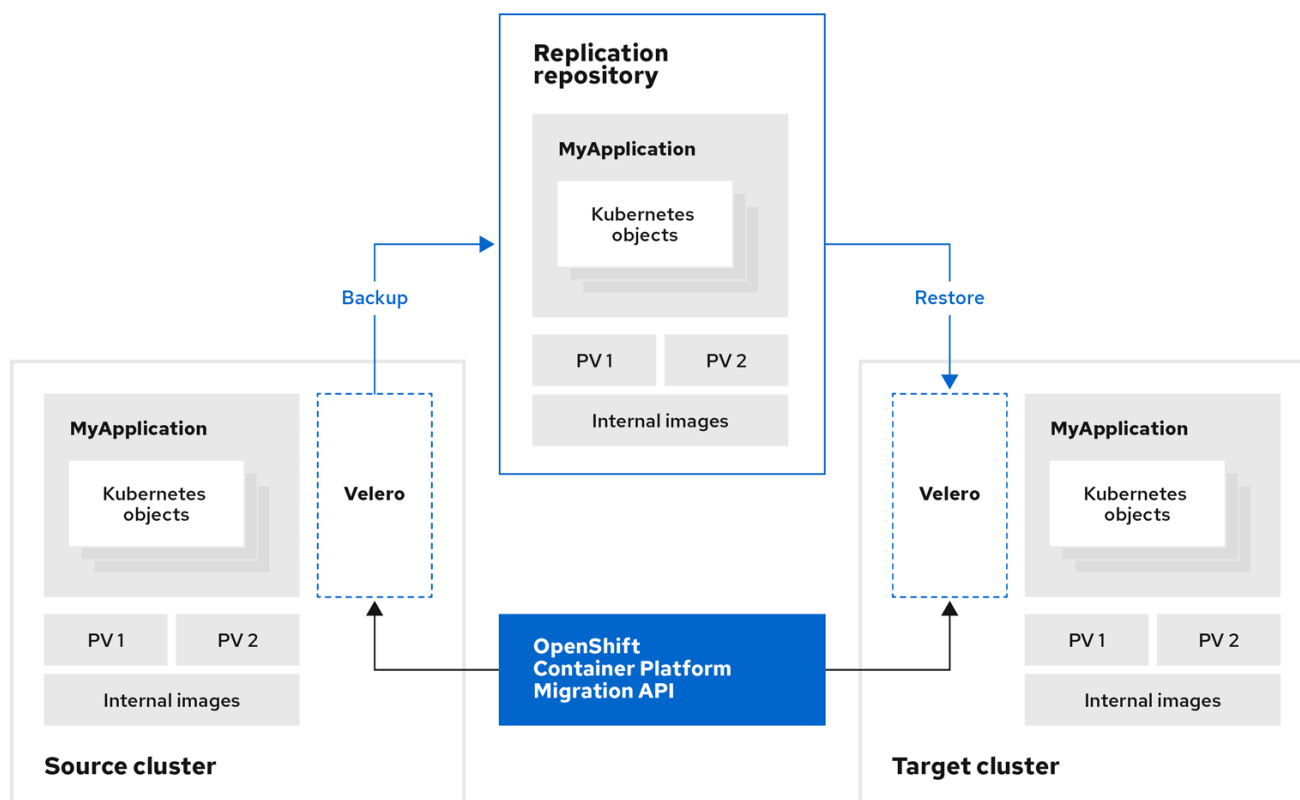 Replication
repository
MyApplication
Kubernetes
objects
Backup
Restore
PV 1
PV 2
Internal images
MyApplication
Kubernetes
objects
Velero
PV 1
PV 2
Internal images
Source cluster
OpenShift
Container Platform
Migration API
Velero
MyApplication
Kubernetes
objects
PV 1
PV 2
Internal images
Target cluster